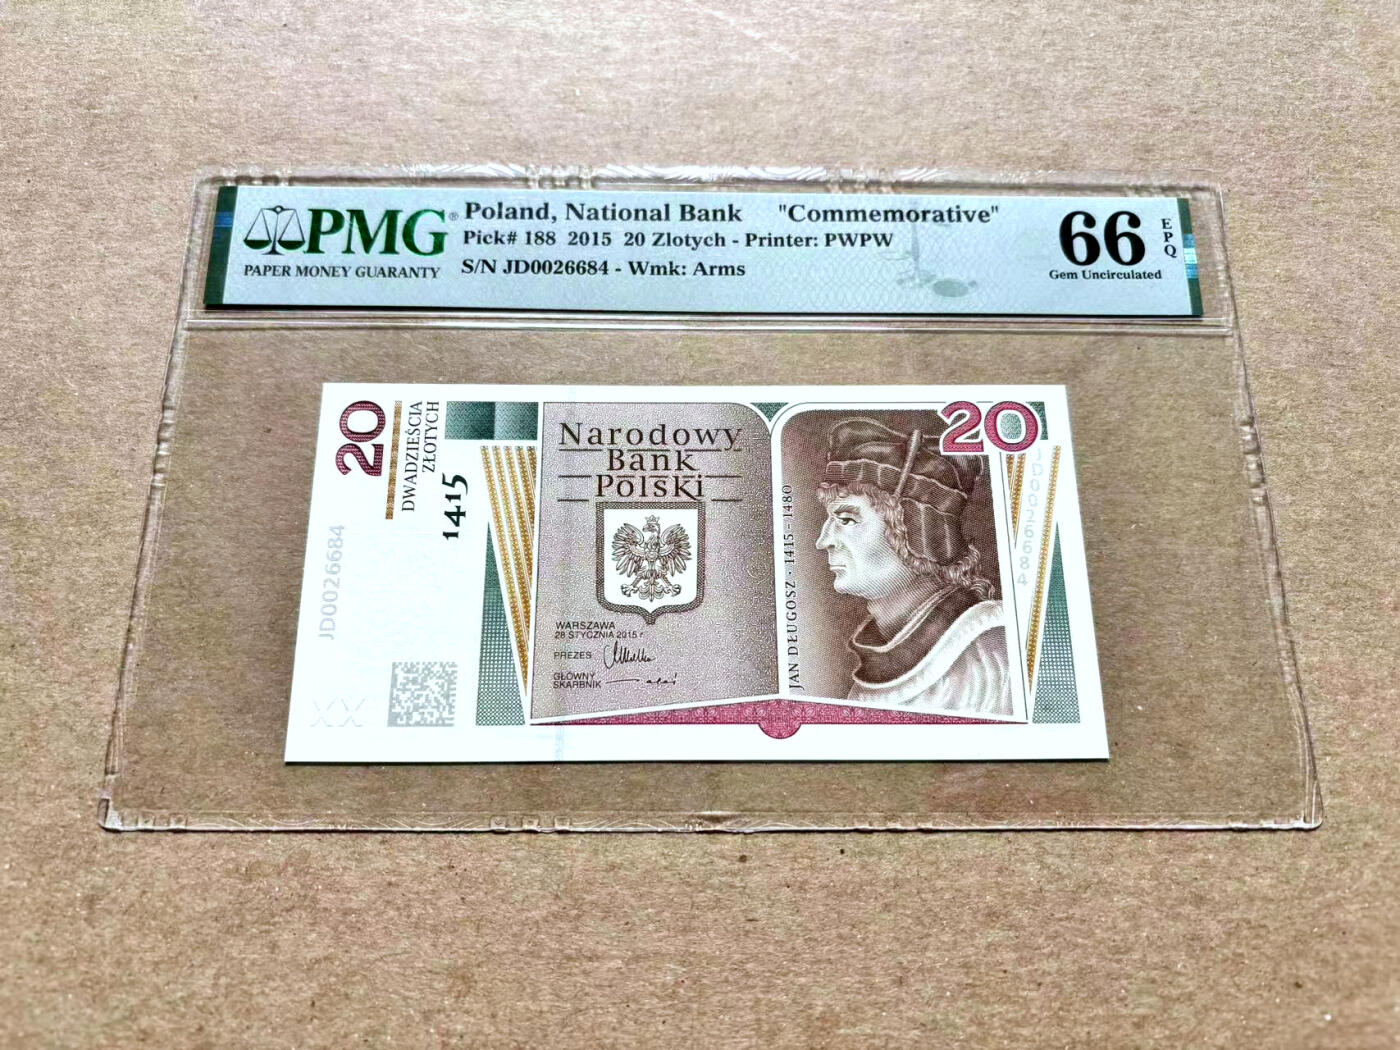 PMG®
PAPER MONEY GUARANTY
Poland, National Bank "Commemorative"
Pick# 188 2015 20 Zlotych - Printer: PWPW
S/N JD0026684 - Wmk: Arms
66
EPQ
Gem Uncirculated
20
DWADZIEŚCIA
ZŁOTYCH
1415
JD0026684
XX
Narodowy
Bank
Polski
WARSZAWA
28 STYCZNIA 2015 r.
PREZES
GŁÓWNY
SKARBNIK
JAN DŁUGOSZ · 1415-1480
20
JD0026684